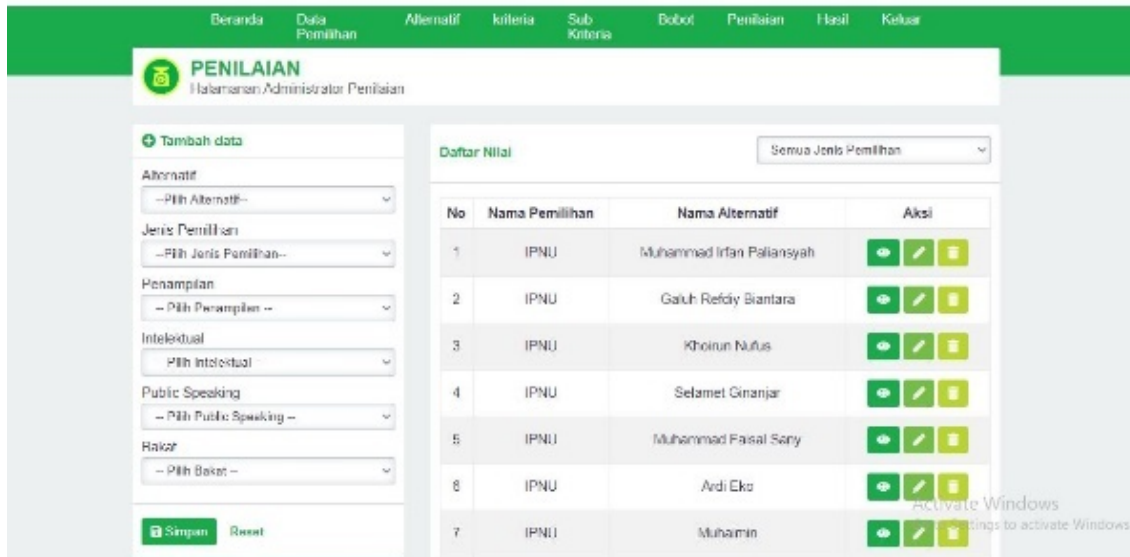 Beranda Data Pemilihan Alternatif kriteria Sub Kriteria Bobot Penilaian Hasil Keluar
PENILAIAN
Halamanan Administrator Penilaian
Tambah data
Alternatif
--Pilih Alternatif--
Jenis Pemilihan
--Pilih Jenis Pemilihan--
Penampilan
-- Pilih Penampilan --
Intelektual
Pilih Intelektual
Public Speaking
-- Pilih Public Speaking --
Bakat
-- Pilih Bakat --
Simpan Reset
Daftar Nilai Semua Jenis Pemilihan
No Nama Pemilihan Nama Alternatif Aksi
1 IPNU Muhammad Irfan Paliansyah
2 IPNU Galuh Refdiy Biantara
3 IPNU Khoirun Nufus
4 IPNU Selamet Ginanjar
5 IPNU Muhammad Faisal Sany
6 IPNU Ardi Eko
7 IPNU Muhaimin
Activate Windows
Settings to activate Windows